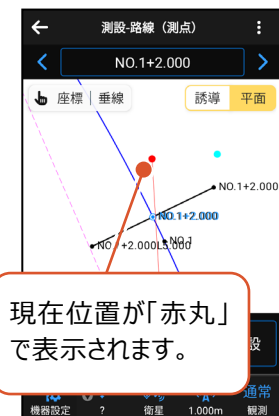 測設-路線（測点）
NO.1+2.000
座標 垂線
誘導 平面
NO.1+2.000
NO.1+2.000
NO.1
現在位置が「赤丸」
で表示されます。
設
通常
機器設定 ? 衛星 1.000m 観測